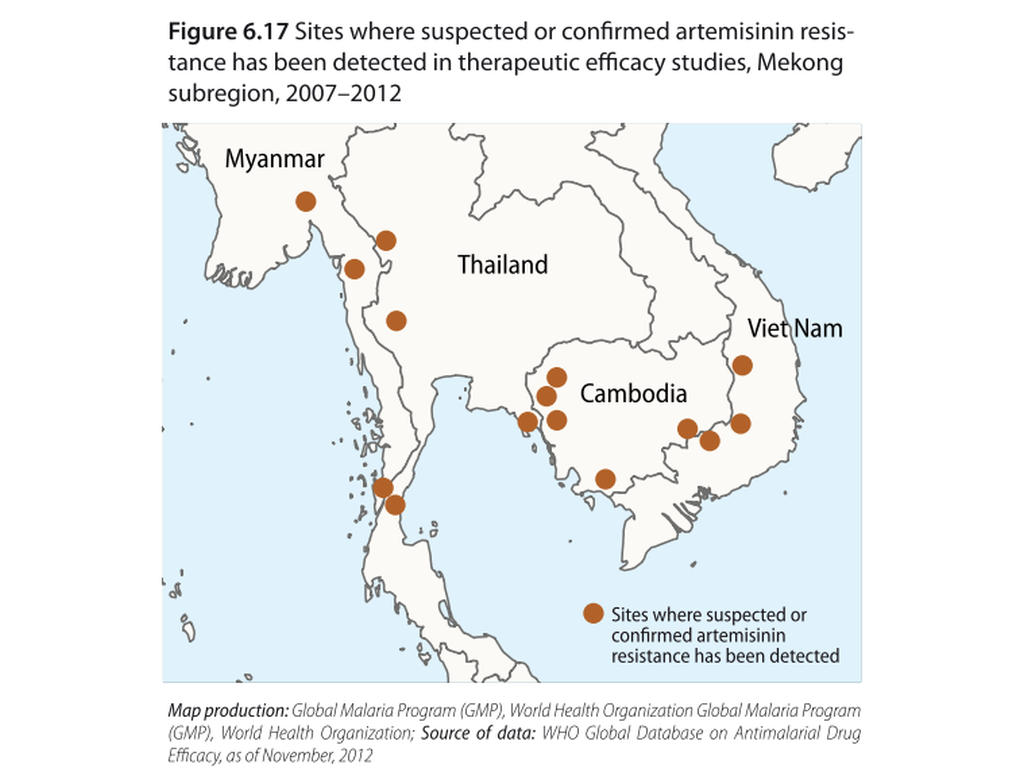 Figure 6.17 Sites where suspected or confirmed artemisinin resis-
tance has been detected in therapeutic efficacy studies, Mekong
subregion, 2007–2012
Myanmar
Thailand
Viet Nam
Cambodia
Sites where suspected or
confirmed artemisinin
resistance has been detected
Map production: Global Malaria Program (GMP), World Health Organization Global Malaria Program
(GMP), World Health Organization; Source of data: WHO Global Database on Antimalarial Drug
Efficacy, as of November, 2012